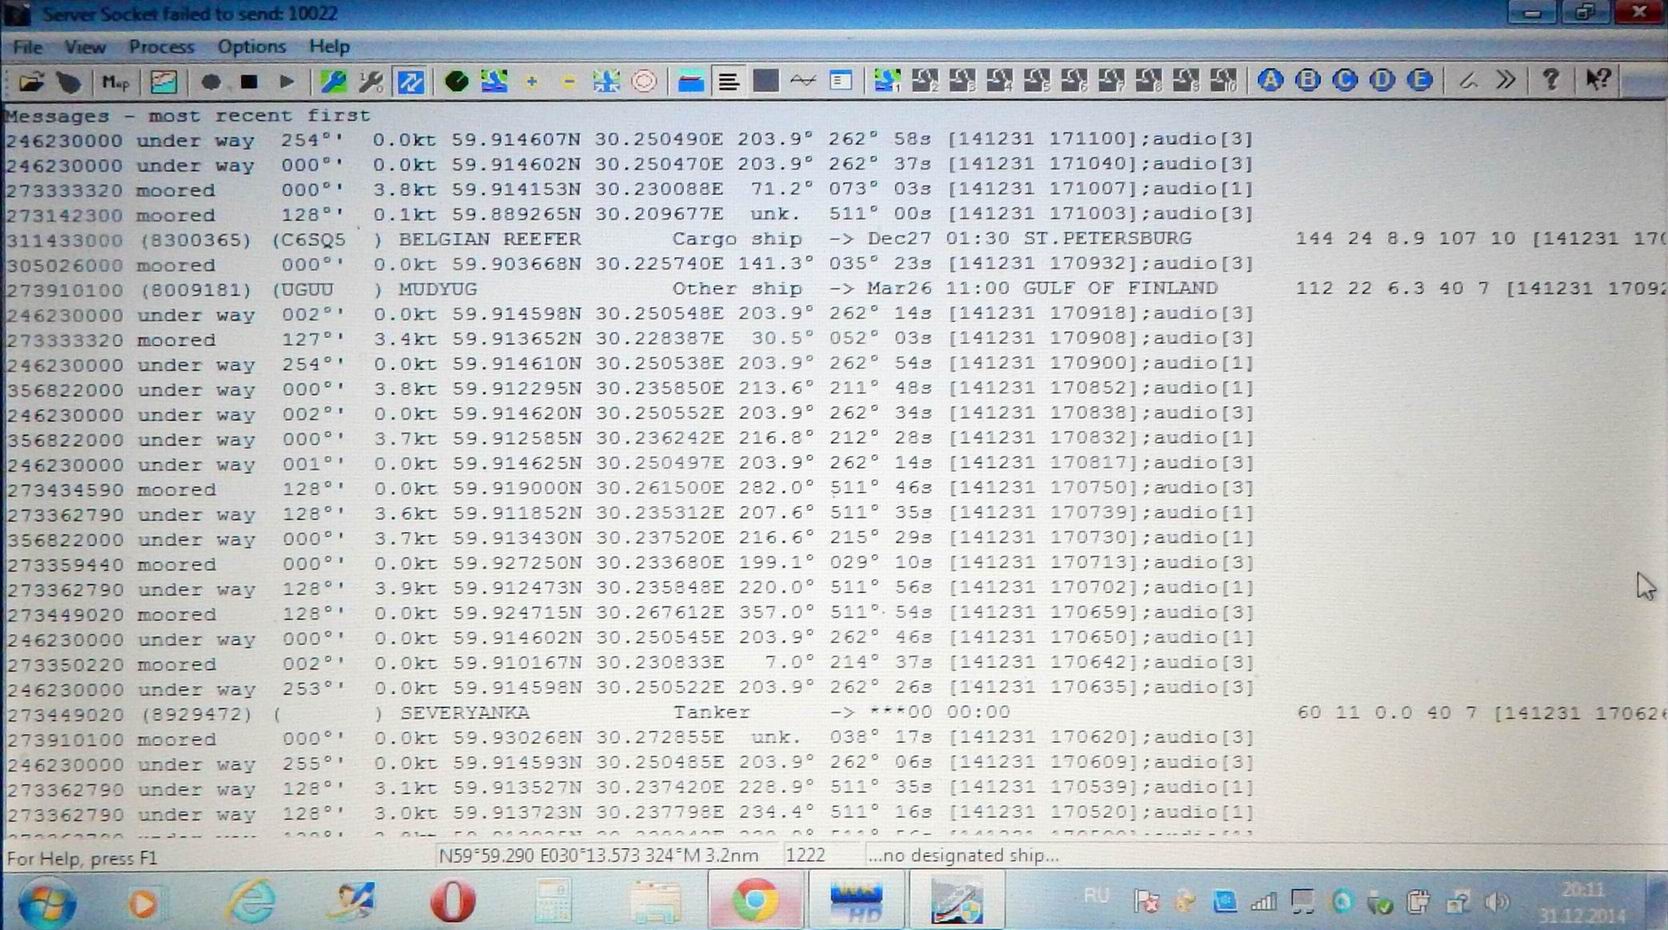 Server Socket failed to send: 10022
File View Process Options Help
Map 1 2 3 4 5 6 7 8 9 10 A B C D E
Messages - most recent first
246230000 under way 254°' 0.0kt 59.914607N 30.250490E 203.9° 262° 58s [141231 171100];audio[3]
246230000 under way 000°' 0.0kt 59.914602N 30.250470E 203.9° 262° 37s [141231 171040];audio[3]
273333320 moored 000°' 3.8kt 59.914153N 30.230088E 71.2° 073° 03s [141231 171007];audio[1]
273142300 moored 128°' 0.1kt 59.889265N 30.209677E unk. 511° 00s [141231 171003];audio[3]
311433000 (8300365) (C6SQ5 ) BELGIAN REEFER Cargo ship -> Dec27 01:30 ST.PETERSBURG 144 24 8.9 107 10 [141231 170
305026000 moored 000°' 0.0kt 59.903668N 30.225740E 141.3° 035° 23s [141231 170932];audio[3]
273910100 (8009181) (UGUU ) MUDYUG Other ship -> Mar26 11:00 GULF OF FINLAND 112 22 6.3 40 7 [141231 17092
246230000 under way 002°' 0.0kt 59.914598N 30.250548E 203.9° 262° 14s [141231 170918];audio[3]
273333320 moored 127°' 3.4kt 59.913652N 30.228387E 30.5° 052° 03s [141231 170908];audio[3]
246230000 under way 254°' 0.0kt 59.914610N 30.250538E 203.9° 262° 54s [141231 170900];audio[1]
356822000 under way 000°' 3.8kt 59.912295N 30.235850E 213.6° 211° 48s [141231 170852];audio[1]
246230000 under way 002°' 0.0kt 59.914620N 30.250552E 203.9° 262° 34s [141231 170838];audio[3]
356822000 under way 000°' 3.7kt 59.912585N 30.236242E 216.8° 212° 28s [141231 170832];audio[1]
246230000 under way 001°' 0.0kt 59.914625N 30.250497E 203.9° 262° 14s [141231 170817];audio[3]
273434590 moored 128°' 0.0kt 59.919000N 30.261500E 282.0° 511° 46s [141231 170750];audio[3]
273362790 under way 128°' 3.6kt 59.911852N 30.235312E 207.6° 511° 35s [141231 170739];audio[1]
356822000 under way 000°' 3.7kt 59.913430N 30.237520E 216.6° 215° 29s [141231 170730];audio[1]
273359440 moored 000°' 0.0kt 59.927250N 30.233680E 199.1° 029° 10s [141231 170713];audio[3]
273362790 under way 128°' 3.9kt 59.912473N 30.235848E 220.0° 511° 56s [141231 170702];audio[1]
273449020 moored 128°' 0.0kt 59.924715N 30.267612E 357.0° 511° 54s [141231 170659];audio[3]
246230000 under way 000°' 0.0kt 59.914602N 30.250545E 203.9° 262° 46s [141231 170650];audio[1]
273350220 moored 002°' 0.0kt 59.910167N 30.230833E 7.0° 214° 37s [141231 170642];audio[3]
246230000 under way 253°' 0.0kt 59.914598N 30.250522E 203.9° 262° 26s [141231 170635];audio[3]
273449020 (8929472) ( ) SEVERYANKA Tanker -> ***00 00:00 60 11 0.0 40 7 [141231 170626
273910100 moored 000°' 0.0kt 59.930268N 30.272855E unk. 038° 17s [141231 170620];audio[3]
246230000 under way 255°' 0.0kt 59.914593N 30.250485E 203.9° 262° 06s [141231 170609];audio[3]
273362790 under way 128°' 3.1kt 59.913527N 30.237420E 228.9° 511° 35s [141231 170539];audio[1]
273362790 under way 128°' 3.0kt 59.913723N 30.237798E 234.4° 511° 16s [141231 170520];audio[1]
For Help, press F1 N59°59.290 E030°13.573 324°M 3.2nm 1222 ...no designated ship...
HD RU 20:11
31.12.2014